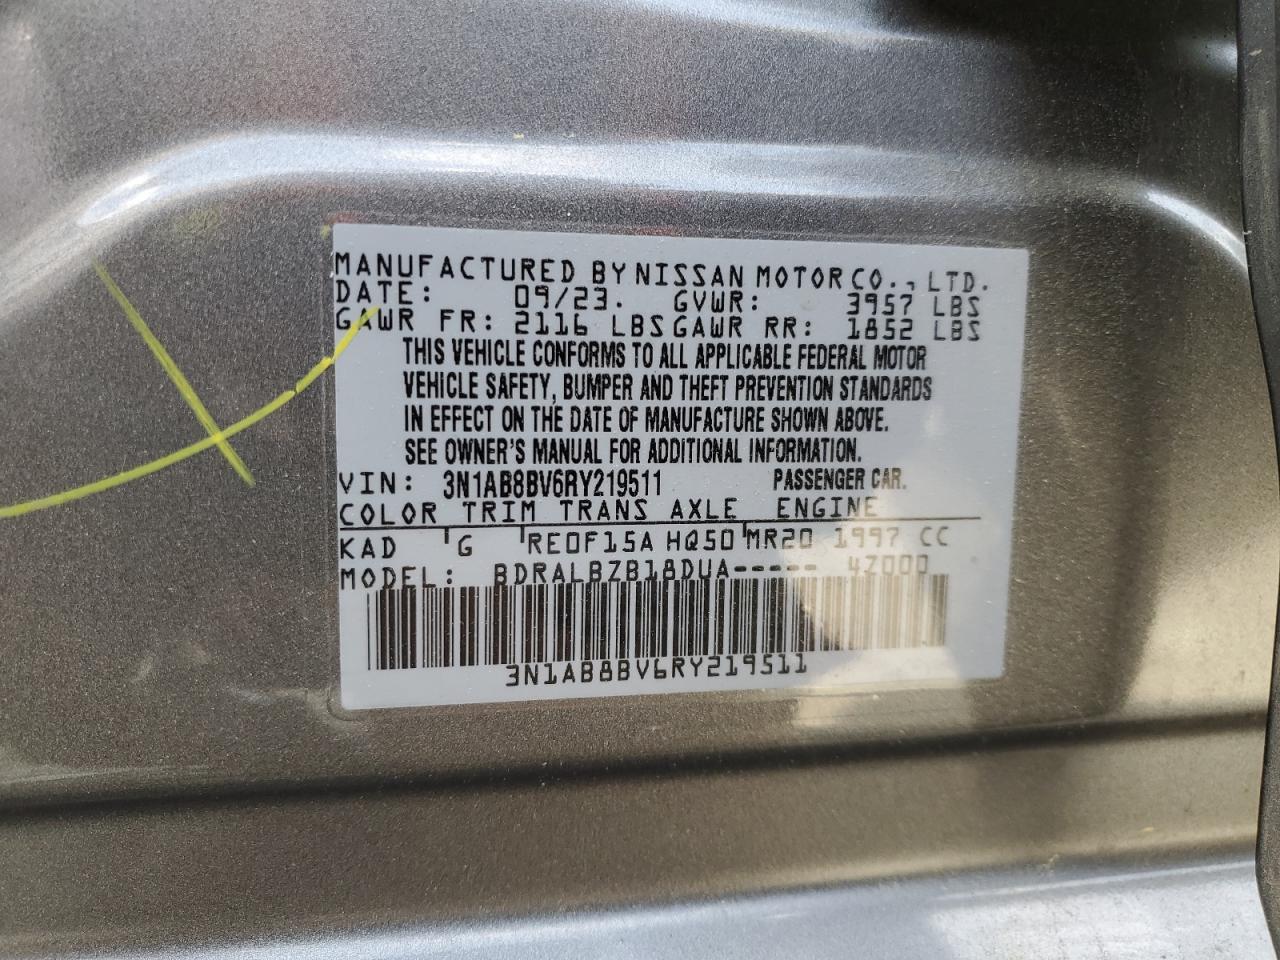 MANUFACTURED BY NISSAN MOTOR CO., LTD.
DATE: 09/23. GVWR: 3957 LBS
GAWR FR: 2116 LBS GAWR RR: 1852 LBS
THIS VEHICLE CONFORMS TO ALL APPLICABLE FEDERAL MOTOR
VEHICLE SAFETY, BUMPER AND THEFT PREVENTION STANDARDS
IN EFFECT ON THE DATE OF MANUFACTURE SHOWN ABOVE.
SEE OWNER'S MANUAL FOR ADDITIONAL INFORMATION.
VIN: 3N1AB8BV6RY219511 PASSENGER CAR.
COLOR TRIM TRANS AXLE ENGINE
KAD G RE0F15A HQ50 MR20 1997 CC
MODEL: BDRALBZB18DUA----- 4Z000
3N1AB8BV6RY219511